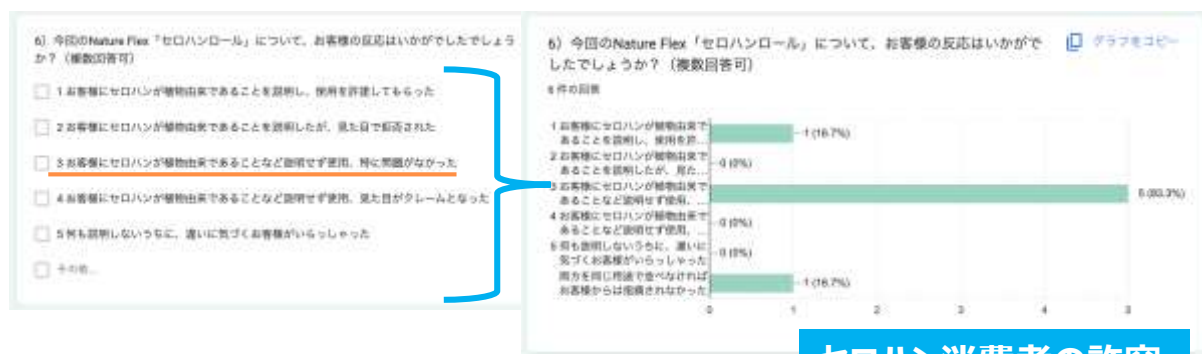 6）今回のNature Flex「セロハンロール」について、お客様の反応はいかがでしたでしょう
か？（複数回答可）
1 お客様にセロハンが植物由来であることを説明し、使用を許諾してもらった
2 お客様にセロハンが植物由来であることを説明したが、見た目で拒否された
3 お客様にセロハンが植物由来であることなど説明せず使用、特に問題がなかった
4 お客様にセロハンが植物由来であることなど説明せず使用、見た目がクレームとなった
5 何も説明しないうちに、違いに気づくお客様がいらっしゃった
その他...
6）今回のNature Flex「セロハンロール」について、お客様の反応はいかがで
したでしょうか？（複数回答可）
グラフをコピー
6 件の回答
1 お客様にセロハンが植物由来で
あることを説明し、使用を許...
1 (16.7%)
2 お客様にセロハンが植物由来で
あることを説明したが、見た...
0 (0%)
3 お客様にセロハンが植物由来で
あることなど説明せず使用、...
5 (83.3%)
4 お客様にセロハンが植物由来で
あることなど説明せず使用、...
0 (0%)
5 何も説明しないうちに、違いに
気づくお客様がいらっしゃった
0 (0%)
両方を同じ用途で並べなければ
お客様からは指摘されなかった
1 (16.7%)
0 1 2 3 4 5